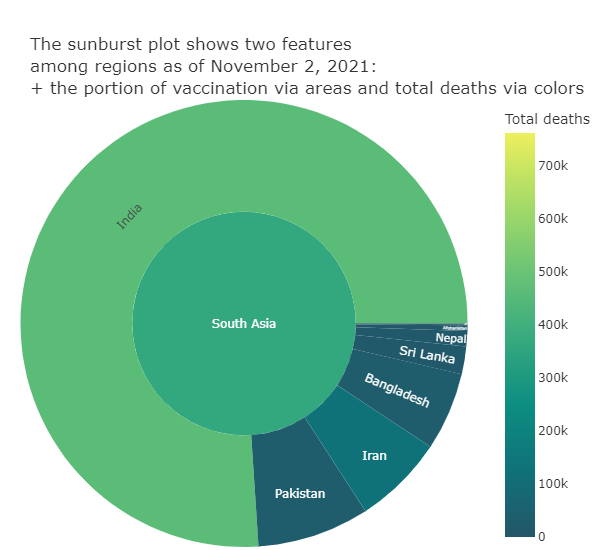 The sunburst plot shows two features
among regions as of November 2, 2021:
+ the portion of vaccination via areas and total deaths via colors
Total deaths
700k
600k
500k
400k
300k
200k
100k
0
India
South Asia
Afghanistan
Nepal
Sri Lanka
Bangladesh
Iran
Pakistan